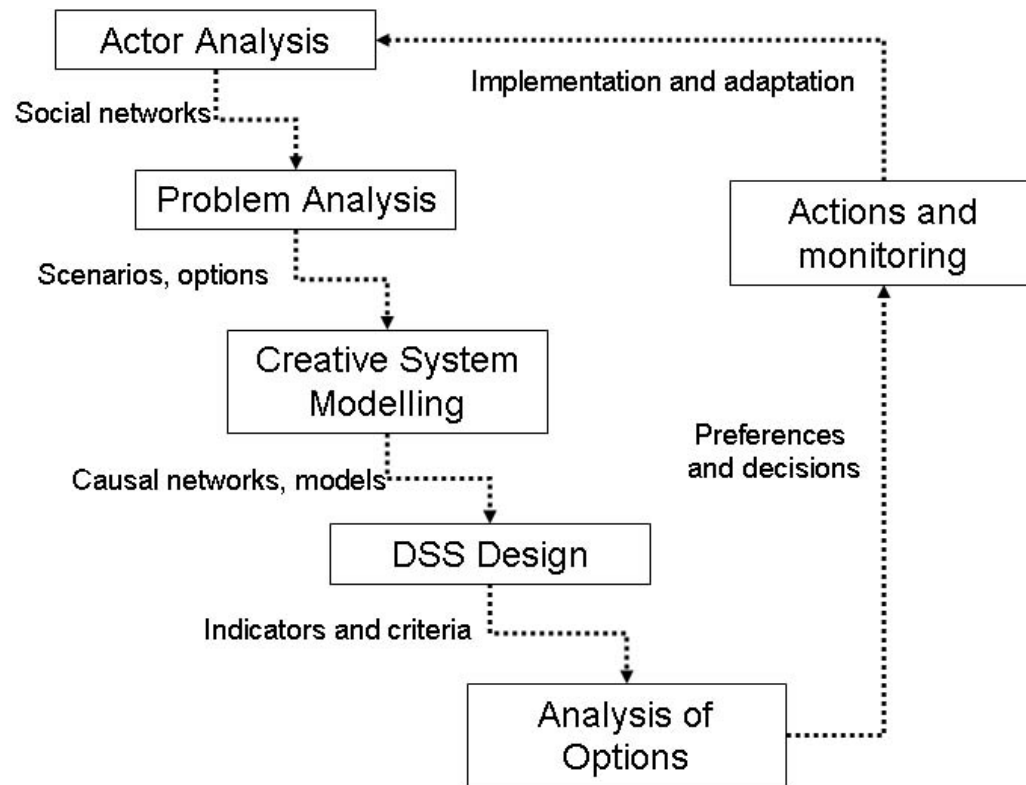 Actor Analysis
Implementation and adaptation
Social networks
Problem Analysis
Actions and
monitoring
Scenarios, options
Creative System
Modelling
Preferences
and decisions
Causal networks, models
DSS Design
Indicators and criteria
Analysis of
Options